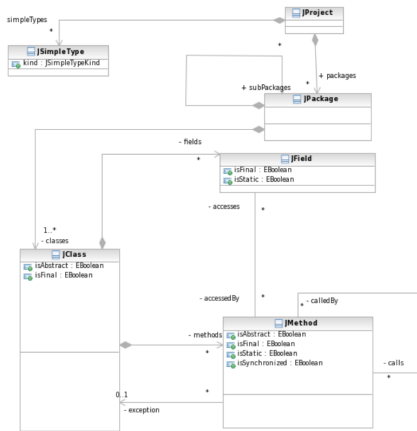 JProject
simpleTypes
*
JSimpleType
kind : JSimpleTypeKind
*
+ packages
*
+ subPackages
JPackage
- fields
*
JField
isFinal : EBoolean
isStatic : EBoolean
- accesses
*
1..*
- classes
JClass
isAbstract : EBoolean
isFinal : EBoolean
- accessedBy
*
* - calledBy
JMethod
isAbstract : EBoolean
isFinal : EBoolean
isStatic : EBoolean
isSynchronized : EBoolean
- methods
*
- calls
*
0..1
*
- exception